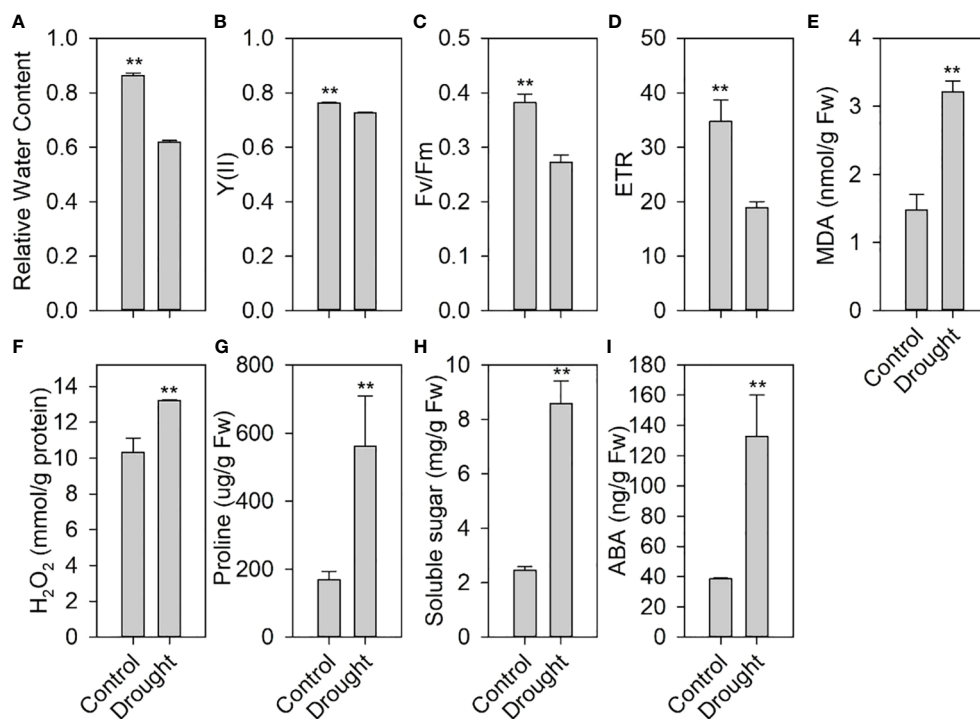 A
Relative Water Content
1.0
0.8
0.6
0.4
0.2
0.0
**
B
Y(II)
1.0
0.8
0.6
0.4
0.2
0.0
**
C
Fv/Fm
0.5
0.4
0.3
0.2
0.1
0.0
**
D
ETR
50
40
30
20
10
0
**
E
MDA (nmol/g Fw)
4
3
2
1
0
**
Control
Drought
F
H₂O₂ (mmol/g protein)
14
12
10
8
6
4
2
0
**
Control
Drought
G
Proline (ug/g Fw)
800
600
400
200
0
**
Control
Drought
H
Soluble sugar (mg/g Fw)
10
8
6
4
2
0
**
Control
Drought
I
ABA (ng/g Fw)
180
160
140
120
100
80
60
40
20
0
**
Control
Drought